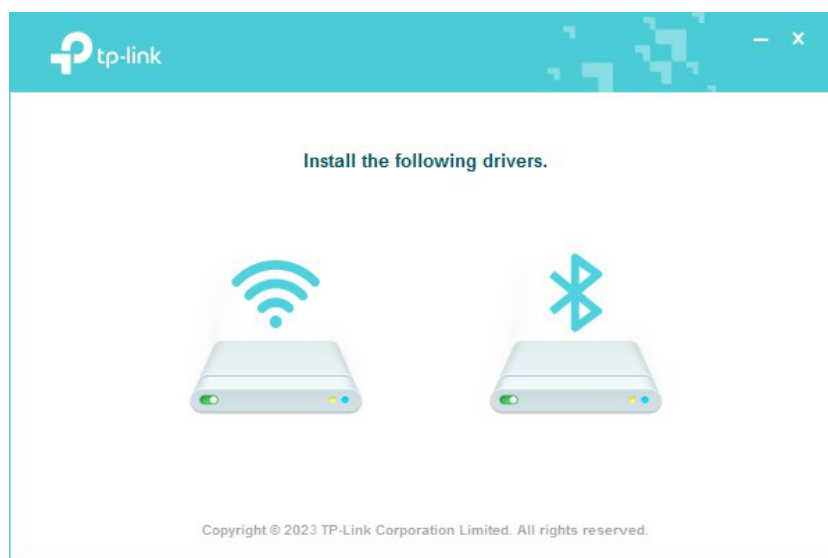 tp-link
Install the following drivers.
Copyright © 2023 TP-Link Corporation Limited. All rights reserved.